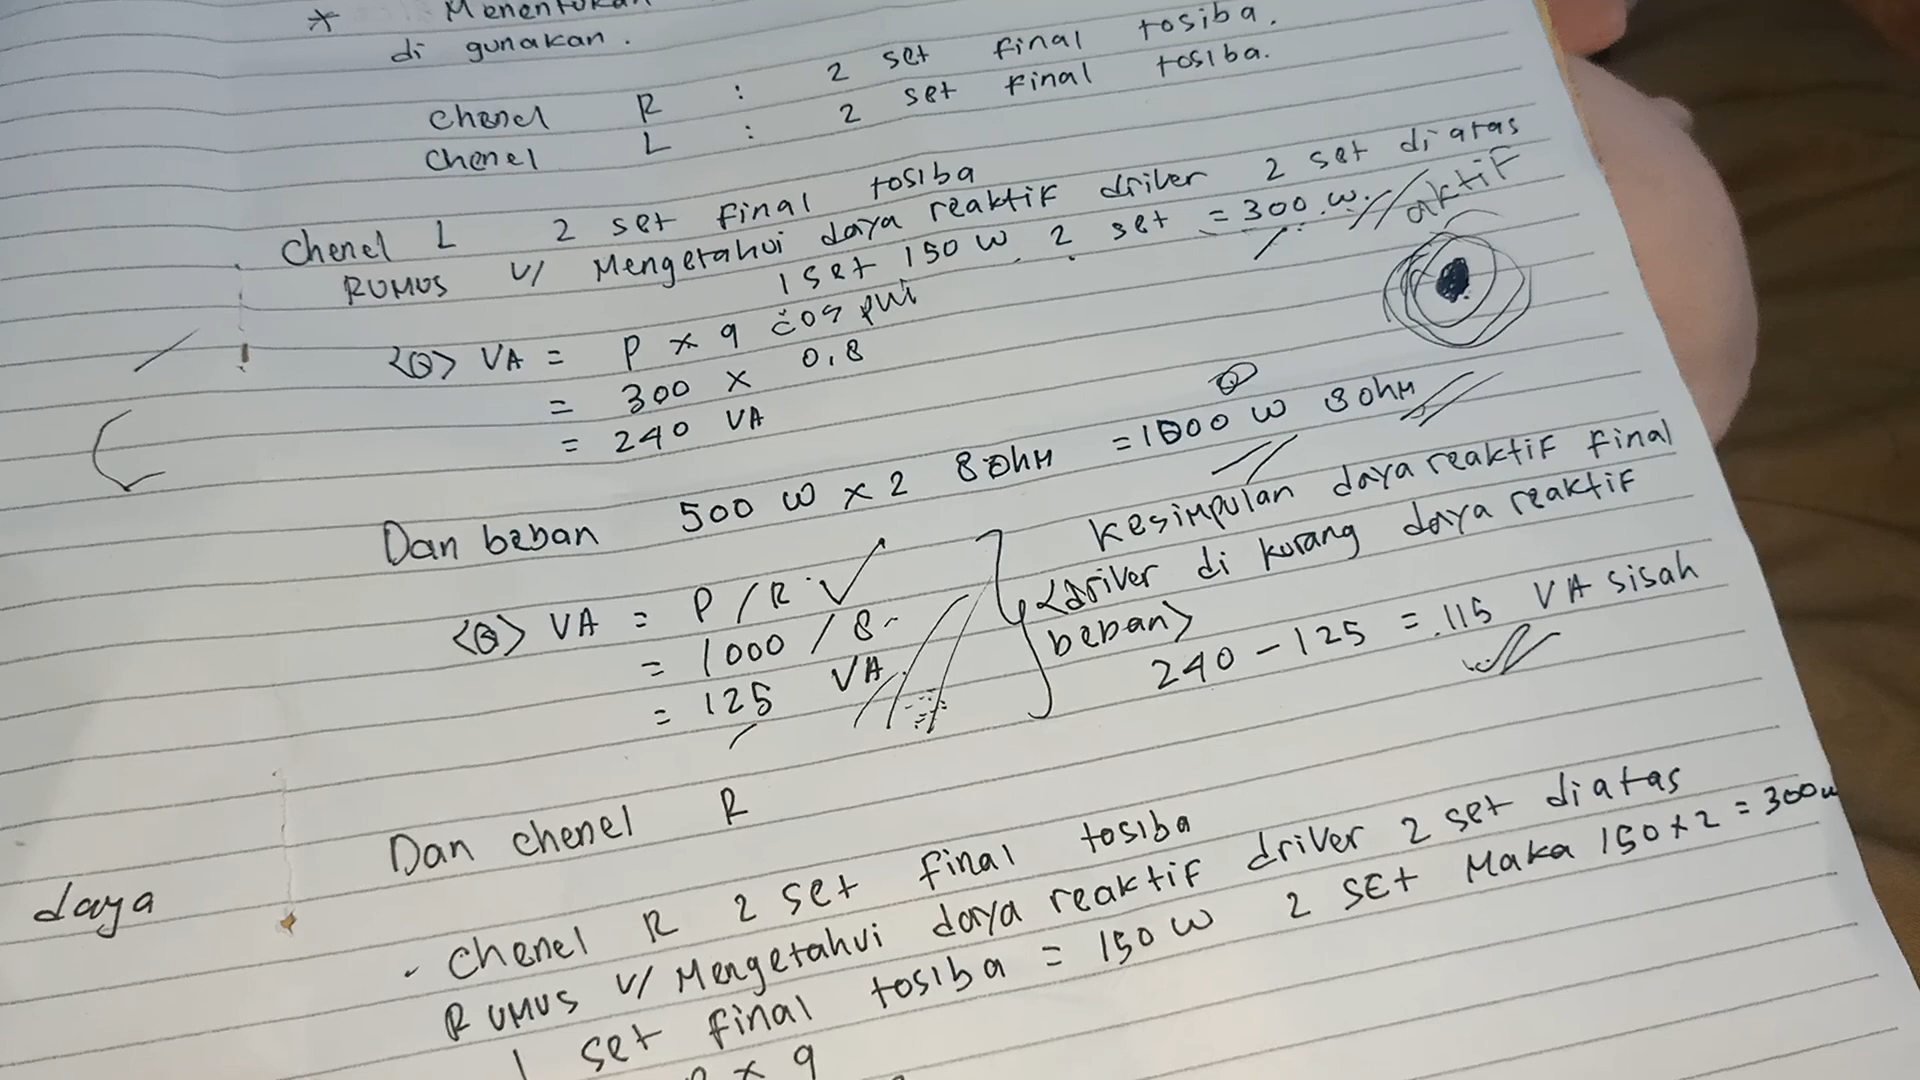 * Menentukan
di gunakan.
Chenel R : 2 set final tosiba.
Chenel L : 2 set final tosiba.
Chenel L 2 set final tosiba
RUMUS u/ Mengetahui daya reaktif driver 2 set diatas
1 set 150 W 2 set = 300 W. aktif
<Q> VA = P x q cos phi
= 300 x 0,8
= 240 VA
Dan beban 500 W x 2 8 ohm = 1000 W 8 ohm
<Q> VA = P/R
= 1000 / 8
= 125 VA
Kesimpulan daya reaktif final
<driver di kurang daya reaktif
beban>
240 - 125 = 115 VA sisah
Dan chenel R
daya
- Chenel R 2 set final tosiba
RUMUS u/ Mengetahui daya reaktif driver 2 set diatas
1 set final tosiba = 150 W 2 SET Maka 150 x 2 = 300 w
x q